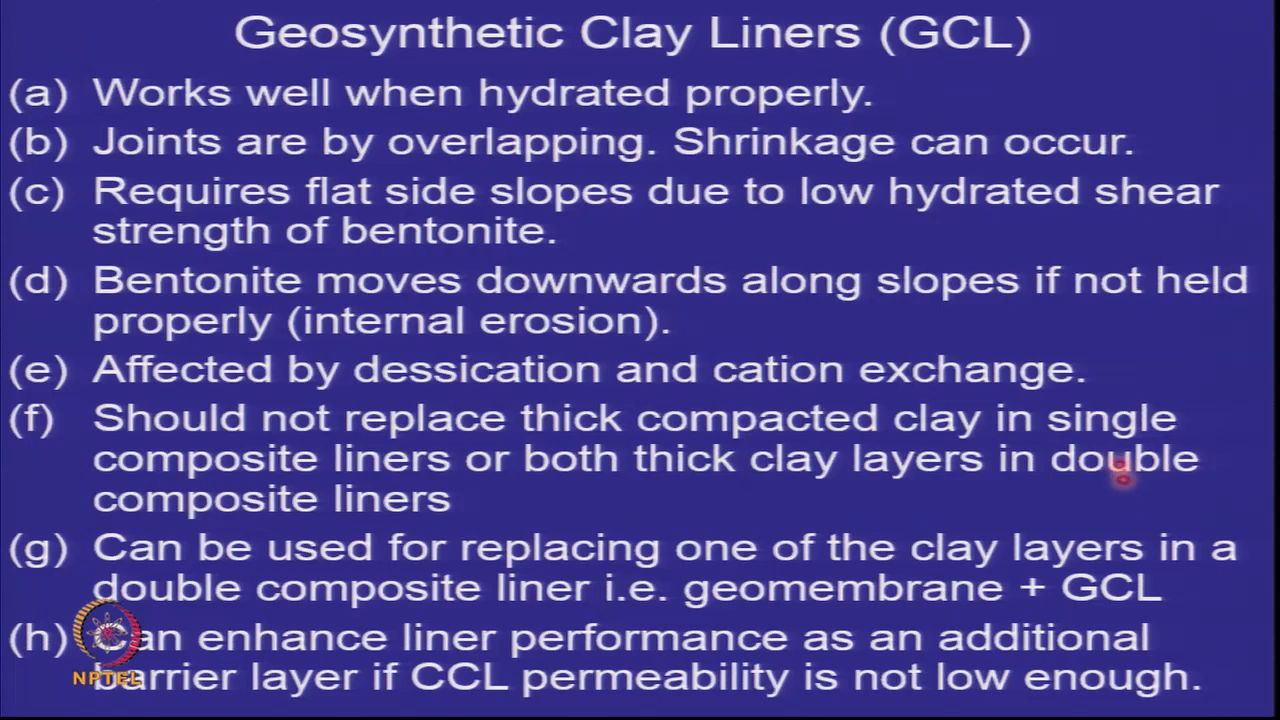 Geosynthetic Clay Liners (GCL)
(a) Works well when hydrated properly.
(b) Joints are by overlapping. Shrinkage can occur.
(c) Requires flat side slopes due to low hydrated shear
strength of bentonite.
(d) Bentonite moves downwards along slopes if not held
properly (internal erosion).
(e) Affected by dessication and cation exchange.
(f) Should not replace thick compacted clay in single
composite liners or both thick clay layers in double
composite liners
(g) Can be used for replacing one of the clay layers in a
double composite liner i.e. geomembrane + GCL
(h) Can enhance liner performance as an additional
barrier layer if CCL permeability is not low enough.
NPTEL